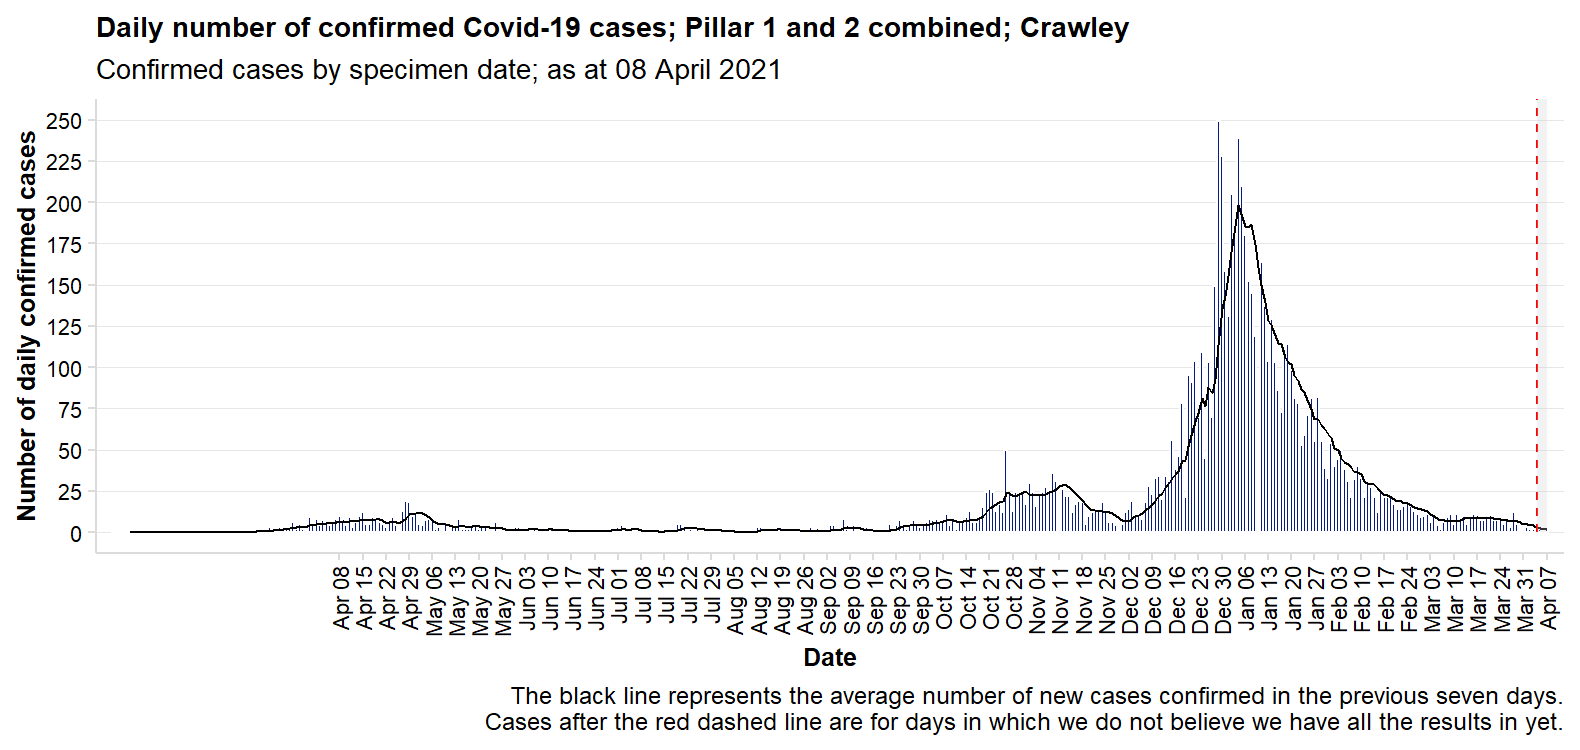 Daily number of confirmed Covid-19 cases; Pillar 1 and 2 combined; Crawley
Confirmed cases by specimen date; as at 08 April 2021
Number of daily confirmed cases
250
225
200
175
150
125
100
75
50
25
0
Apr 08
Apr 15
Apr 22
Apr 29
May 06
May 13
May 20
May 27
Jun 03
Jun 10
Jun 17
Jun 24
Jul 01
Jul 08
Jul 15
Jul 22
Jul 29
Aug 05
Aug 12
Aug 19
Aug 26
Sep 02
Sep 09
Sep 16
Sep 23
Sep 30
Oct 07
Oct 14
Oct 21
Oct 28
Nov 04
Nov 11
Nov 18
Nov 25
Dec 02
Dec 09
Dec 16
Dec 23
Dec 30
Jan 06
Jan 13
Jan 20
Jan 27
Feb 03
Feb 10
Feb 17
Feb 24
Mar 03
Mar 10
Mar 17
Mar 24
Mar 31
Apr 07
Date
The black line represents the average number of new cases confirmed in the previous seven days.
Cases after the red dashed line are for days in which we do not believe we have all the results in yet.